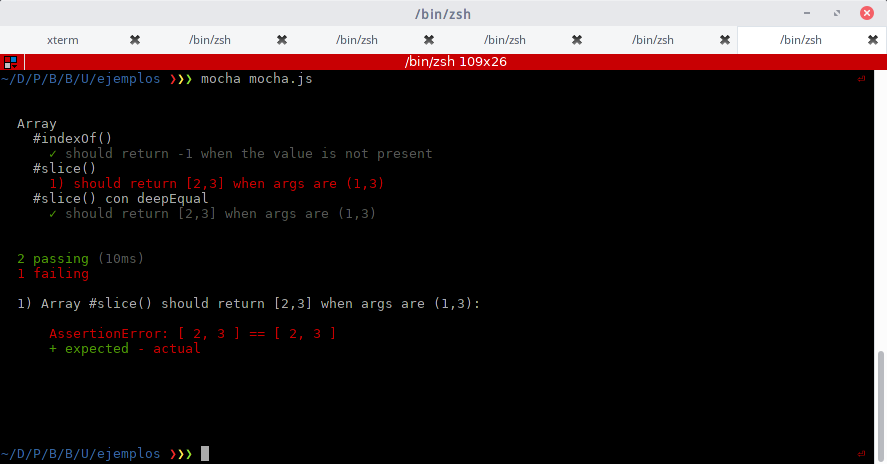 /bin/zsh
xterm ✖ /bin/zsh ✖ /bin/zsh ✖ /bin/zsh ✖ /bin/zsh ✖ /bin/zsh ✖
/bin/zsh 109x26
~/D/P/B/B/U/ejemplos ❯❯❯ mocha mocha.js
Array
#indexOf()
✓ should return -1 when the value is not present
#slice()
1) should return [2,3] when args are (1,3)
#slice() con deepEqual
✓ should return [2,3] when args are (1,3)
2 passing (10ms)
1 failing
1) Array #slice() should return [2,3] when args are (1,3):
AssertionError: [ 2, 3 ] == [ 2, 3 ]
+ expected - actual
~/D/P/B/B/U/ejemplos ❯❯❯